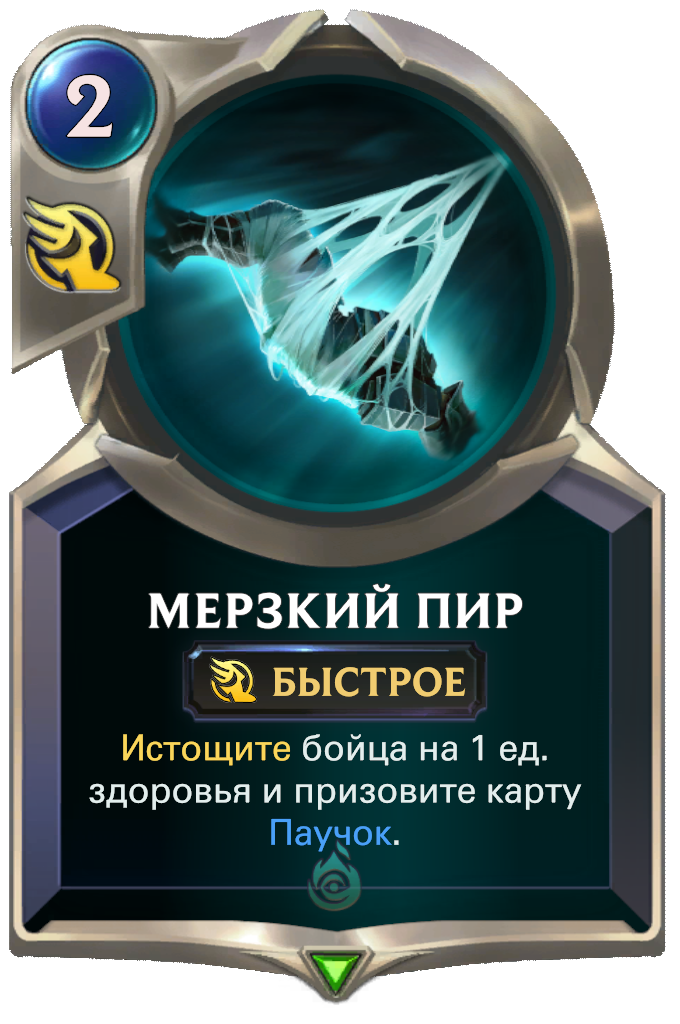 2
МЕРЗКИЙ ПИР
БЫСТРОЕ
Истощите бойца на 1 ед.
здоровья и призовите карту
Паучок.